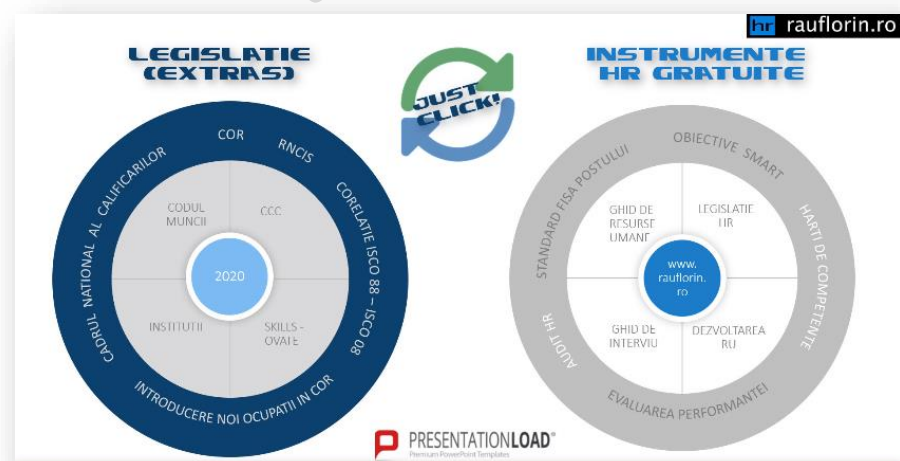 hr rauflorin.ro
LEGISLATIE
(EXTRAS)
JUST
CLICK!
INSTRUMENTE
HR GRATUITE
CADRUL NATIONAL AL CALIFICARILOR
COR
RNCIS
CORELATIE ISCO 88 – ISCO 08
INTRODUCERE NOI OCUPATII IN COR
CODUL
MUNCII
CCC
2020
INSTITUTII
SKILLS -
OVATE
STANDARD FISA POSTULUI
OBIECTIVE SMART
HARTI DE COMPETENTE
EVALUAREA PERFORMANTEI
AUDIT HR
GHID DE
RESURSE
UMANE
LEGISLATIE
HR
www.
rauflorin.
ro
GHID DE
INTERVIU
DEZVOLTAREA
RU
PRESENTATIONLOAD®
Premium PowerPoint Templates